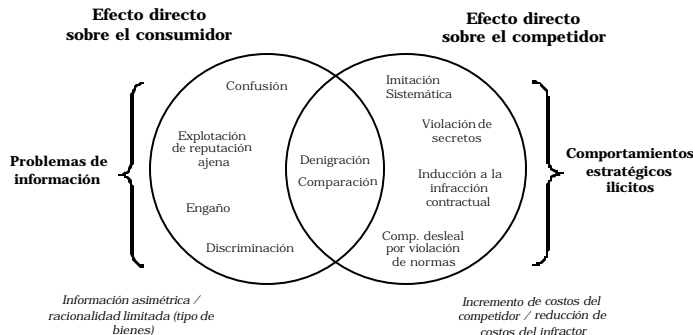 Efecto directo
sobre el consumidor
Efecto directo
sobre el competidor
Confusión
Explotación
de reputación
ajena
Engaño
Discriminación
Denigración
Comparación
Imitación
Sistemática
Violación de
secretos
Inducción a la
infracción
contractual
Comp. desleal
por violación
de normas
Problemas de
información
Comportamientos
estratégicos
ilícitos
Información asimétrica /
racionalidad limitada (tipo de
bienes)
Incremento de costos del
competidor / reducción de
costos del infractor